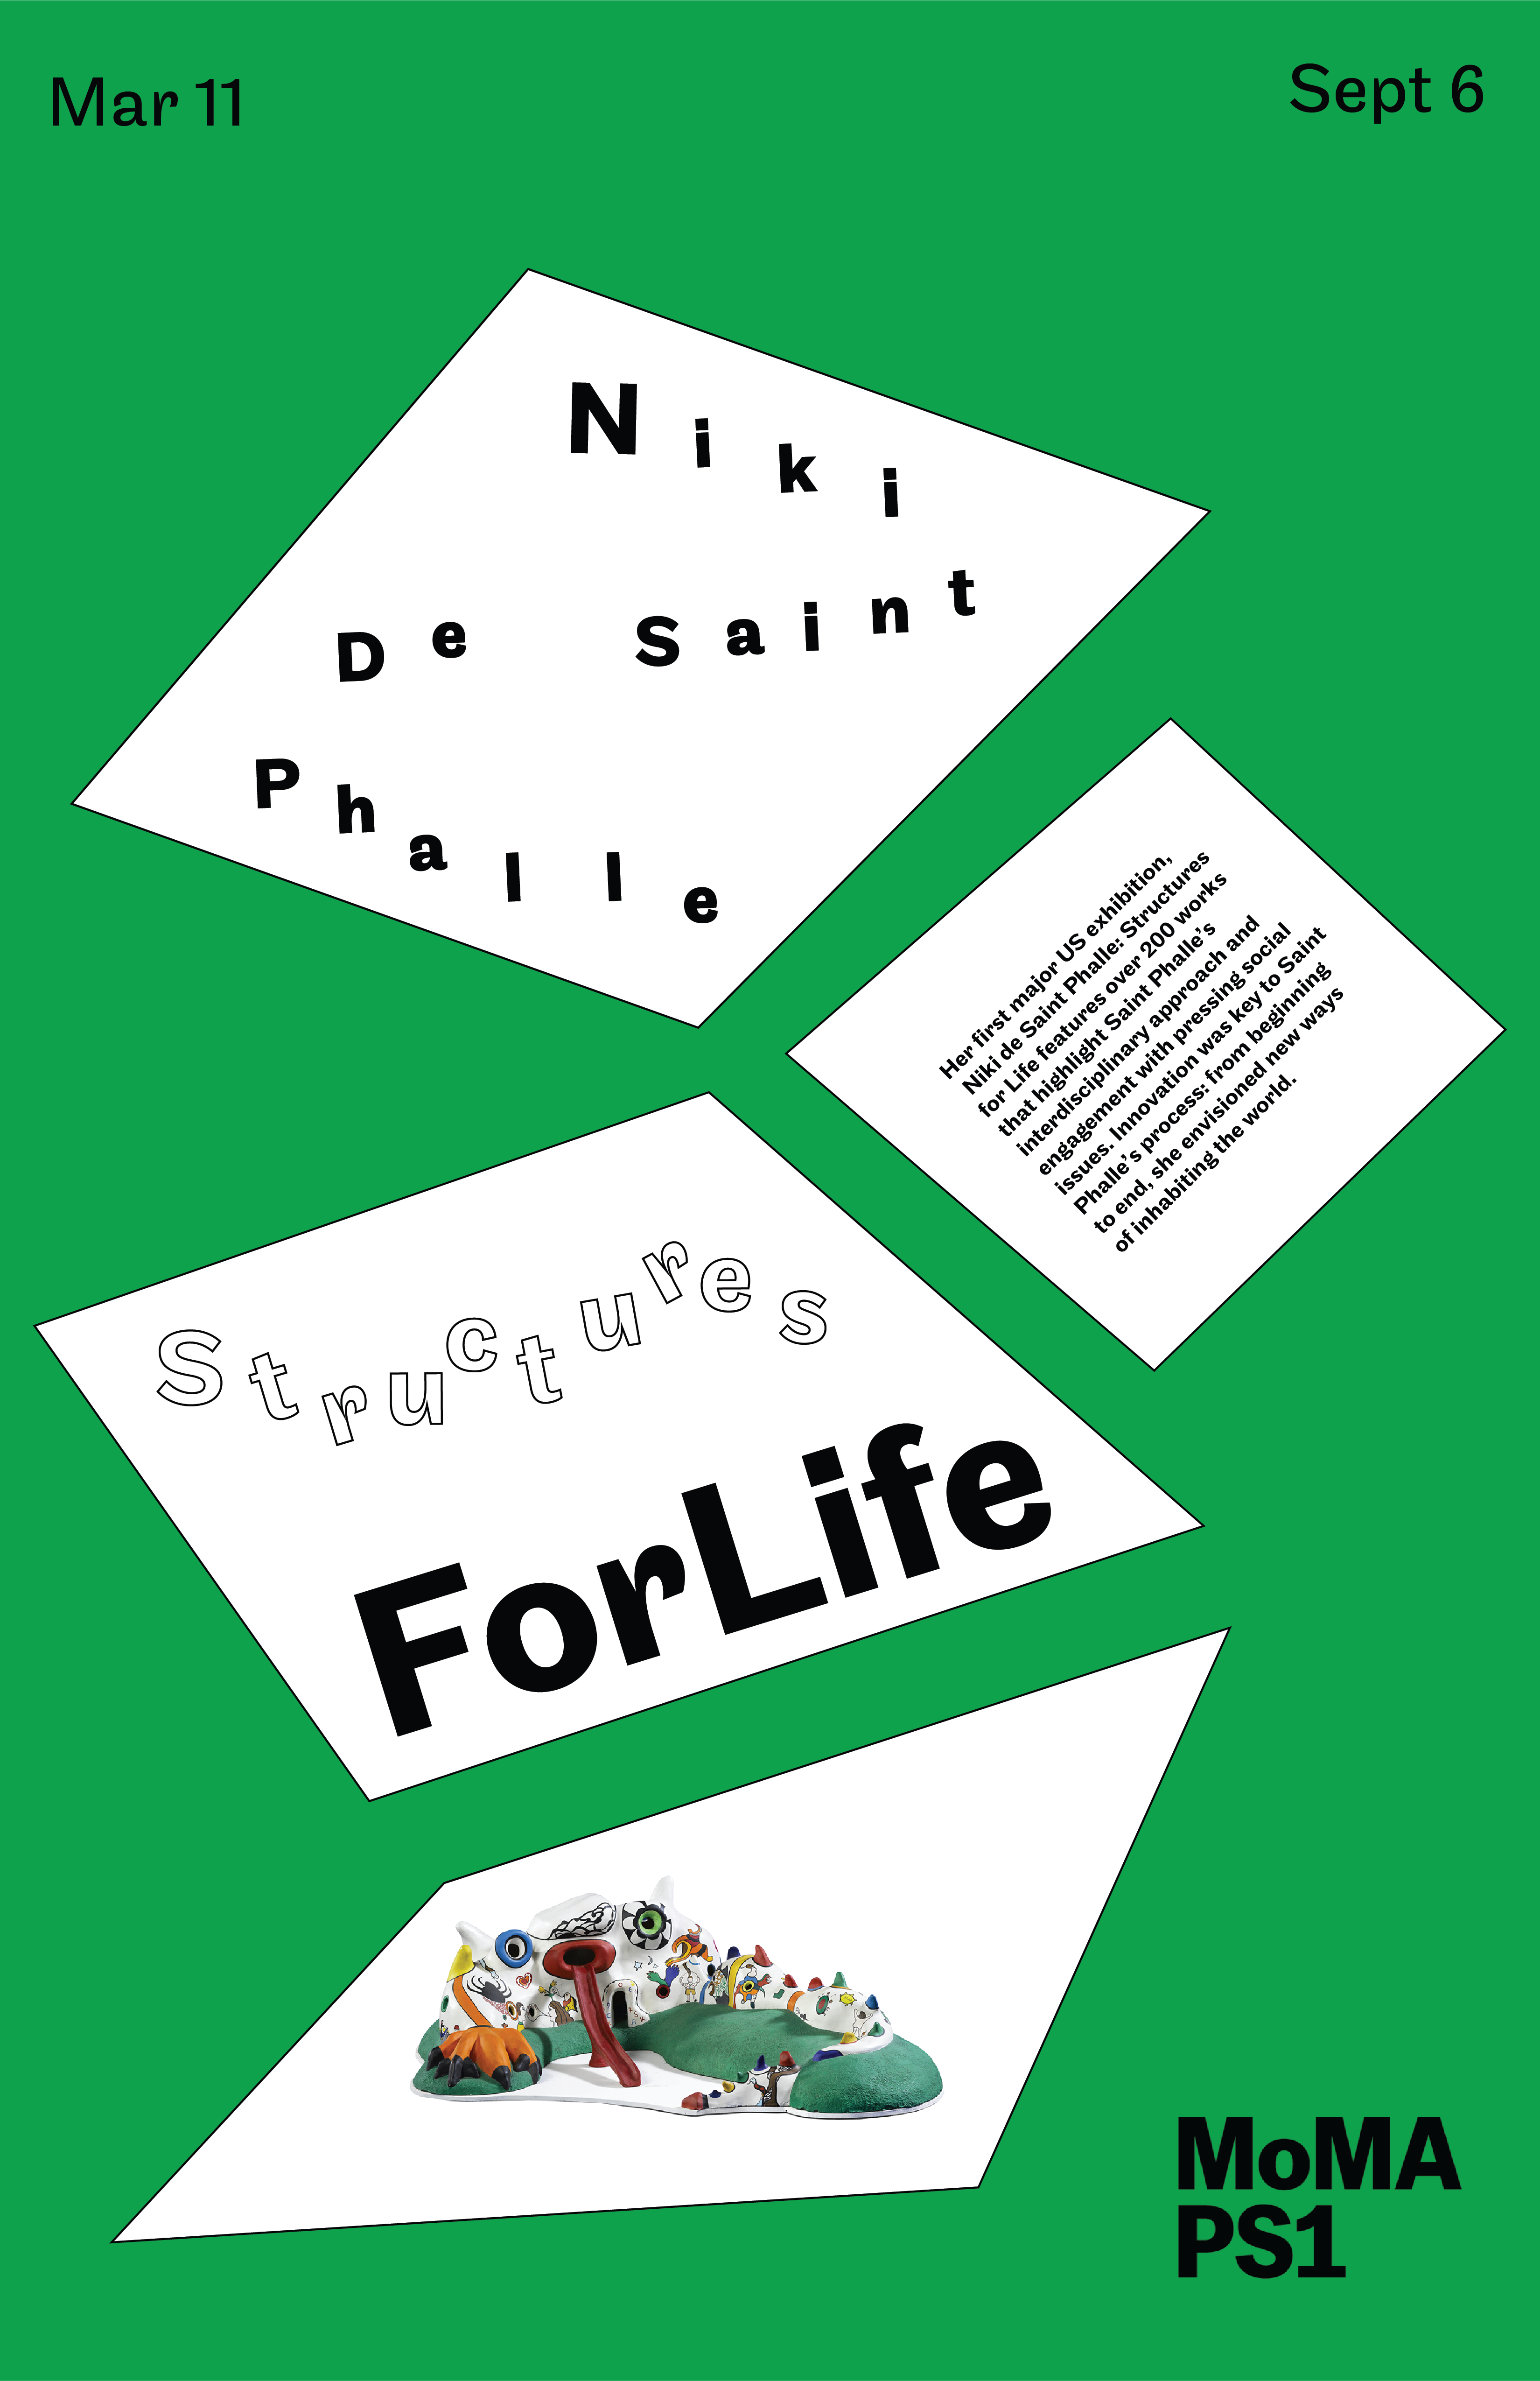 Mar 11
Sept 6
Niki
De Saint
Phalle
Her first major US exhibition,
Niki de Saint Phalle: Structures
for Life features over 200 works
that highlight Saint Phalle’s
interdisciplinary approach and
engagement with pressing social
issues. Innovation was key to Saint
Phalle’s process: from beginning
to end, she envisioned new ways
of inhabiting the world.
Structures
ForLife
MoMA
PS1